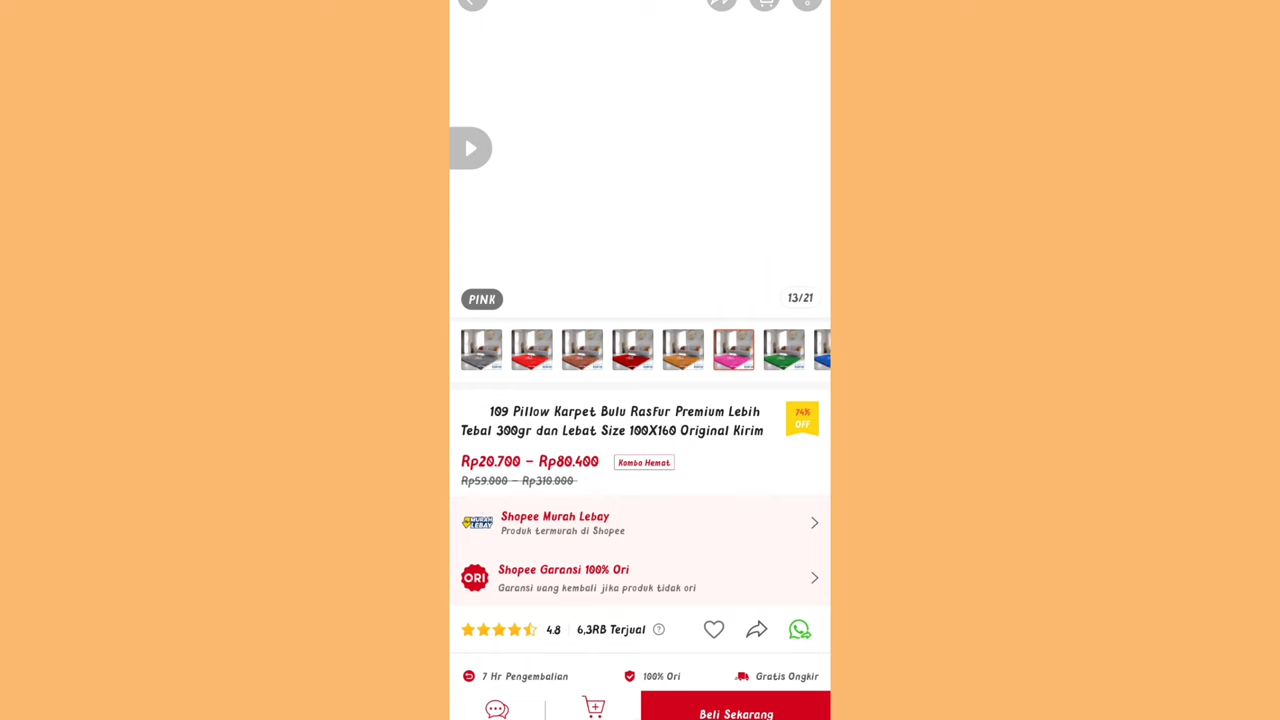 PINK
13/21
109 Pillow Karpet Bulu RasFur Premium Lebih
Tebal 300gr dan Lebat Size 100X160 Original Kirim
74%
OFF
Rp20.700 – Rp80.400
Kombo Hemat
Rp59.000 – Rp310.000
MURAH
LEBAY
Shopee Murah Lebay
Produk termurah di Shopee
ORI
Shopee Garansi 100% Ori
Garansi uang kembali jika produk tidak ori
4.8
6,3RB Terjual
?
7 Hr Pengembalian
100% Ori
Gratis Ongkir
Beli Sekarang